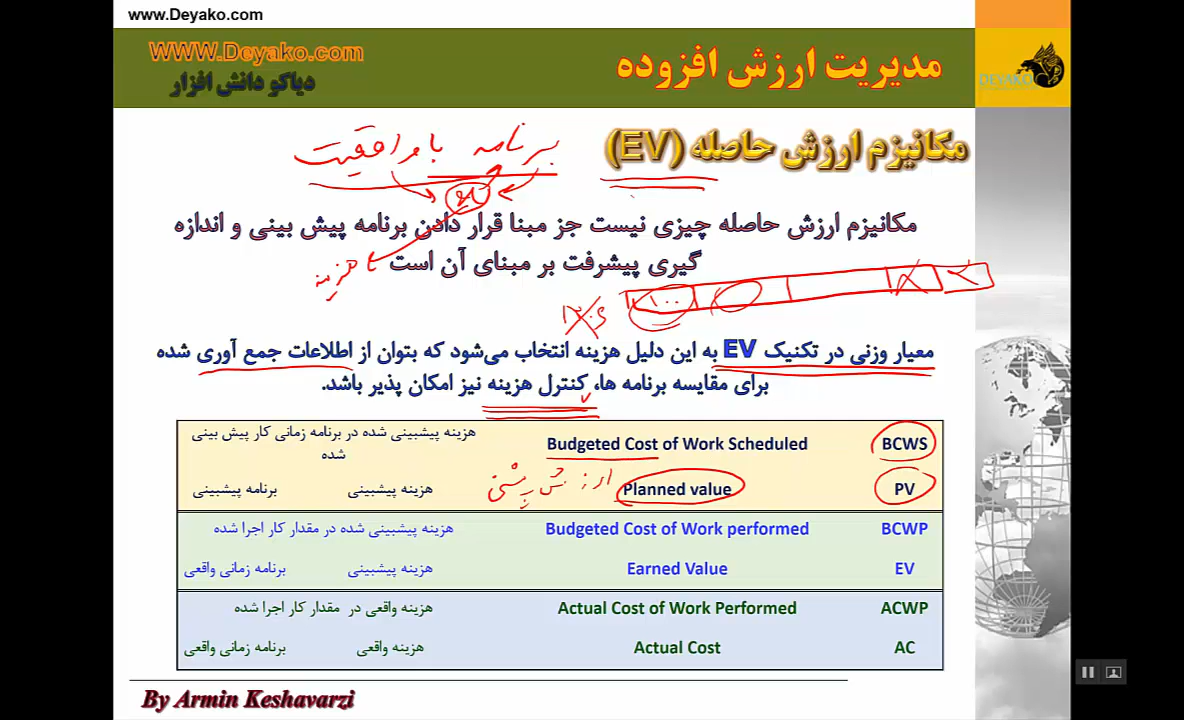 www.Deyako.com
WWW.Deyako.com
دیاکو دانش افزار
مدیریت ارزش افزوده
DEYAKO
مکانیزم ارزش حاصله (EV)
برنامه با واقعیت
مکانیزم ارزش حاصله چیزی نیست جز مبنا قرار دادن برنامه پیش بینی و اندازه
گیری پیشرفت بر مبنای آن است
هزینه
معیار وزنی در تکنیک EV به این دلیل هزینه انتخاب می‌شود که بتوان از اطلاعات جمع آوری شده
برای مقایسه برنامه ها، کنترل هزینه نیز امکان پذیر باشد.
BCWS Budgeted Cost of Work Scheduled هزینه پیشبینی شده در برنامه زمانی کار پیش بینی
شده
PV Planned value ارزش هزینه پیشبینی برنامه پیشبینی
BCWP Budgeted Cost of Work performed هزینه پیشبینی شده در مقدار کار اجرا شده
EV Earned Value هزینه پیشبینی برنامه زمانی واقعی
ACWP Actual Cost of Work Performed هزینه واقعی در مقدار کار اجرا شده
AC Actual Cost هزینه واقعی برنامه زمانی واقعی
By Armin Keshavarzi